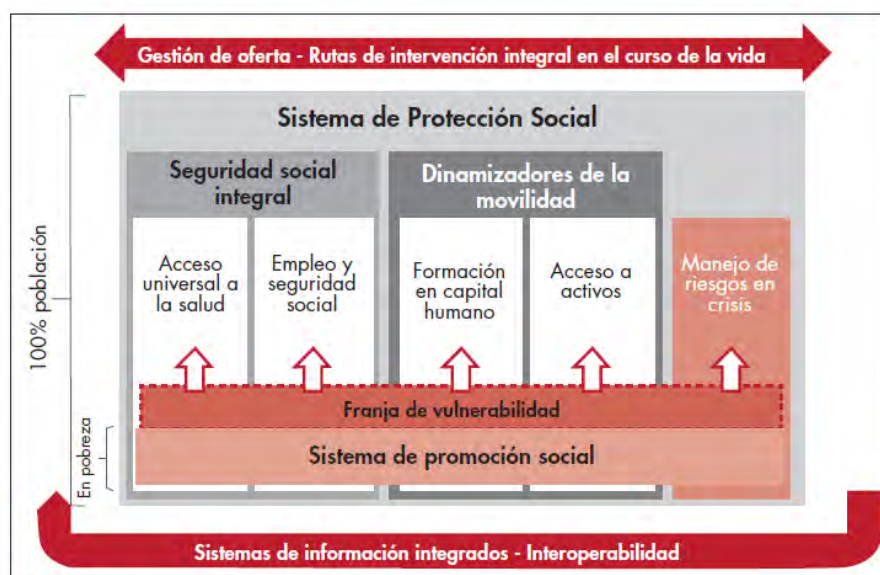 Gestión de oferta - Rutas de intervención integral en el curso de la vida
Sistema de Protección Social
Seguridad social
integral
Dinamizadores de la
movilidad
Acceso
universal a
la salud
Empleo y
seguridad
social
Formación
en capital
humano
Acceso a
activos
Manejo de
riesgos en
crisis
100% población
Franja de vulnerabilidad
En pobreza
Sistema de promoción social
Sistemas de información integrados - Interoperabilidad